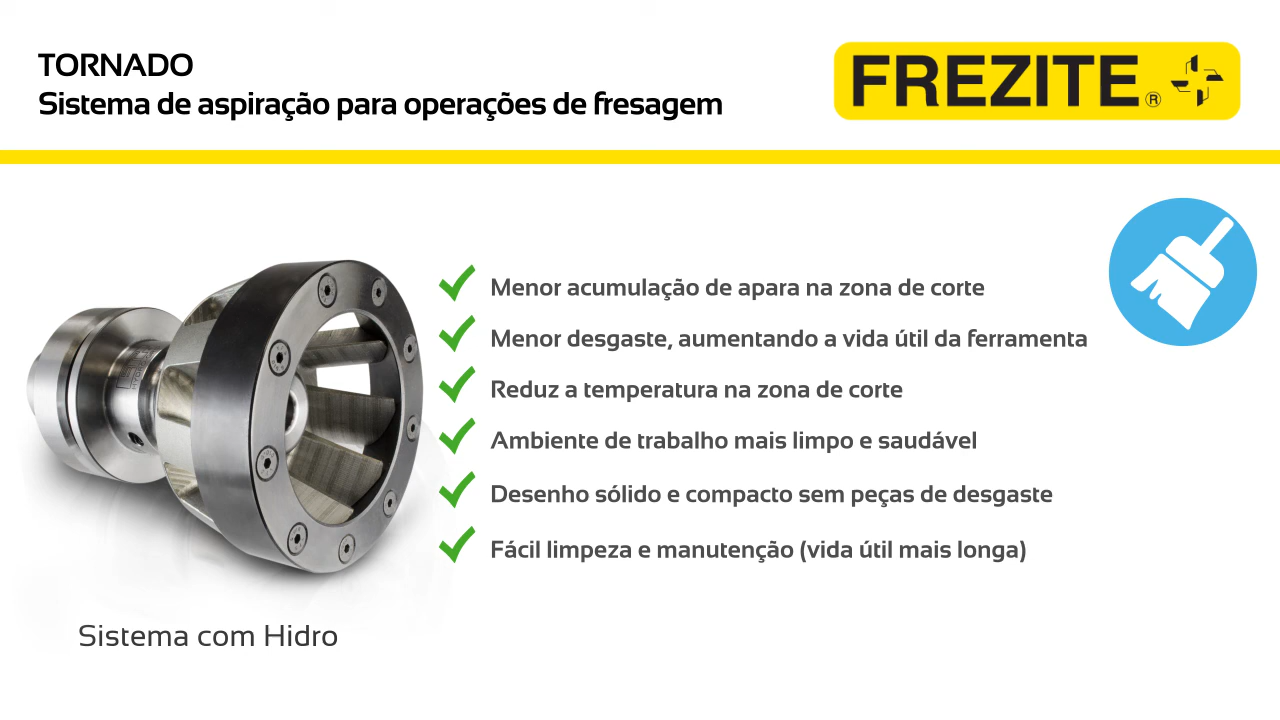 TORNADO
Sistema de aspiração para operações de fresagem
FREZITE®
Menor acumulação de apara na zona de corte
Menor desgaste, aumentando a vida útil da ferramenta
Reduz a temperatura na zona de corte
Ambiente de trabalho mais limpo e saudável
Desenho sólido e compacto sem peças de desgaste
Fácil limpeza e manutenção (vida útil mais longa)
Sistema com Hidro